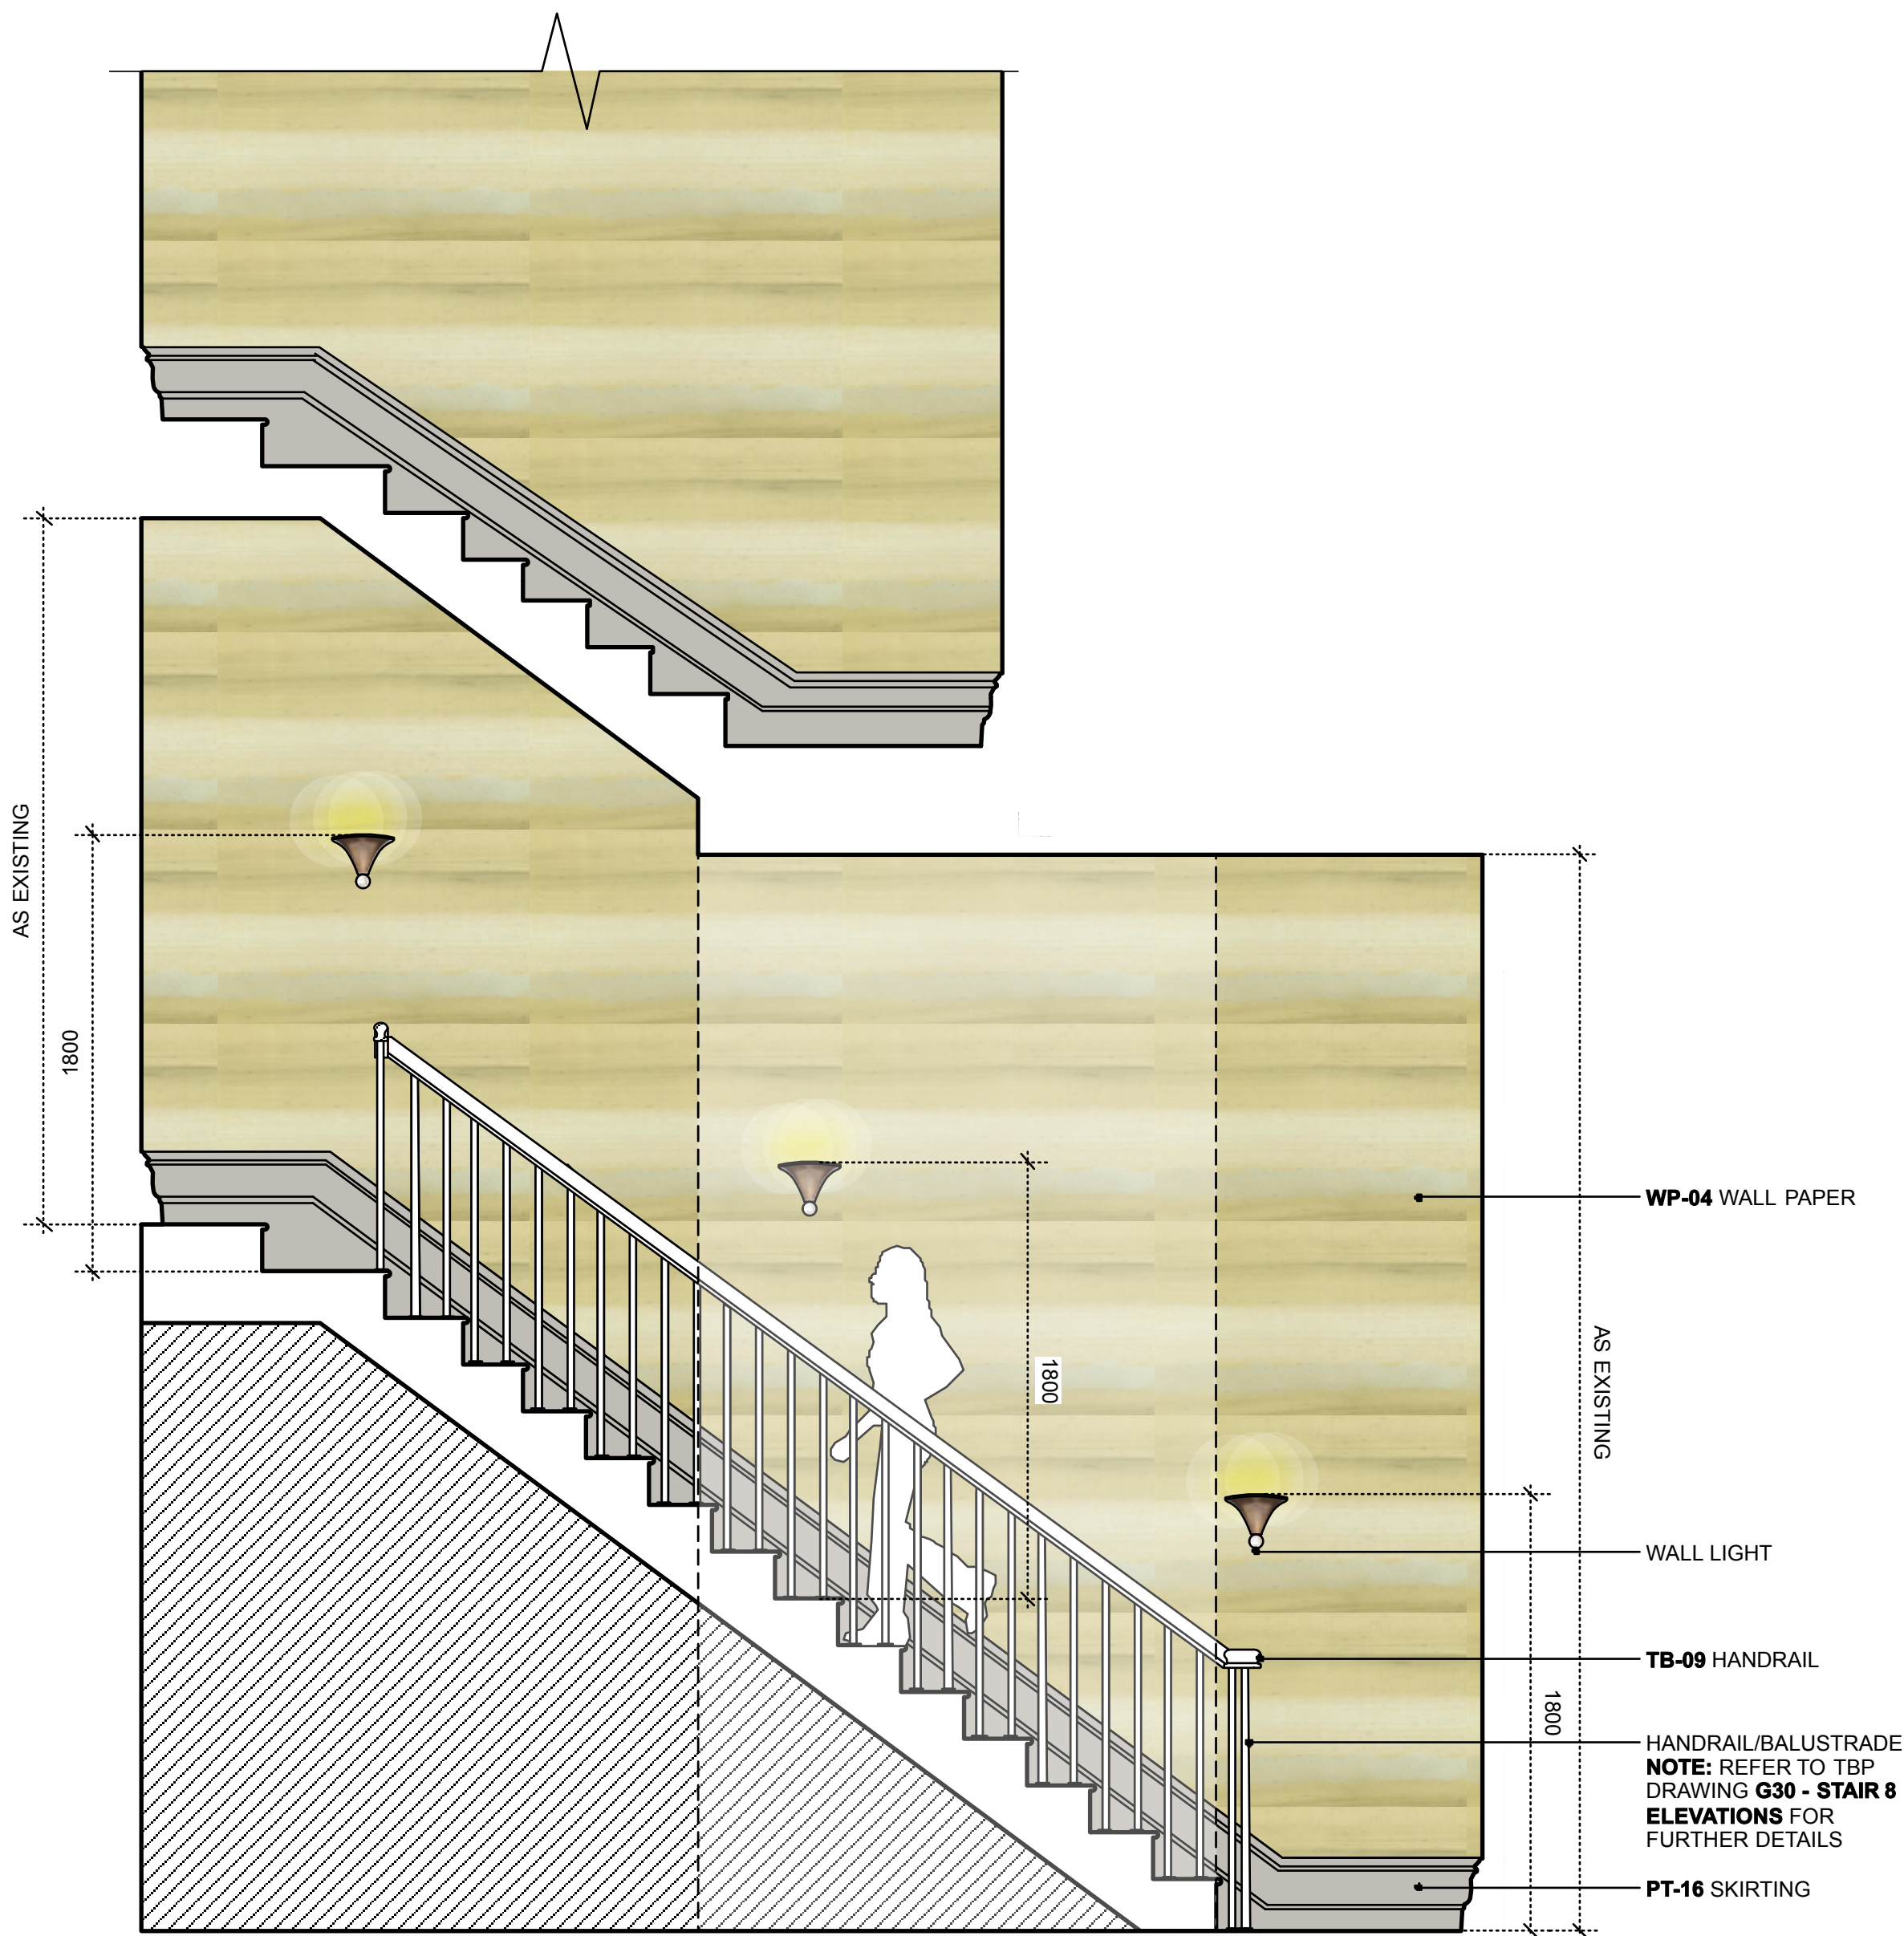 AS EXISTING
1800
1800
AS EXISTING
1800
WP-04 WALL PAPER
WALL LIGHT
TB-09 HANDRAIL
HANDRAIL/BALUSTRADE
NOTE: REFER TO TBP
DRAWING G30 - STAIR 8
ELEVATIONS FOR
FURTHER DETAILS
PT-16 SKIRTING